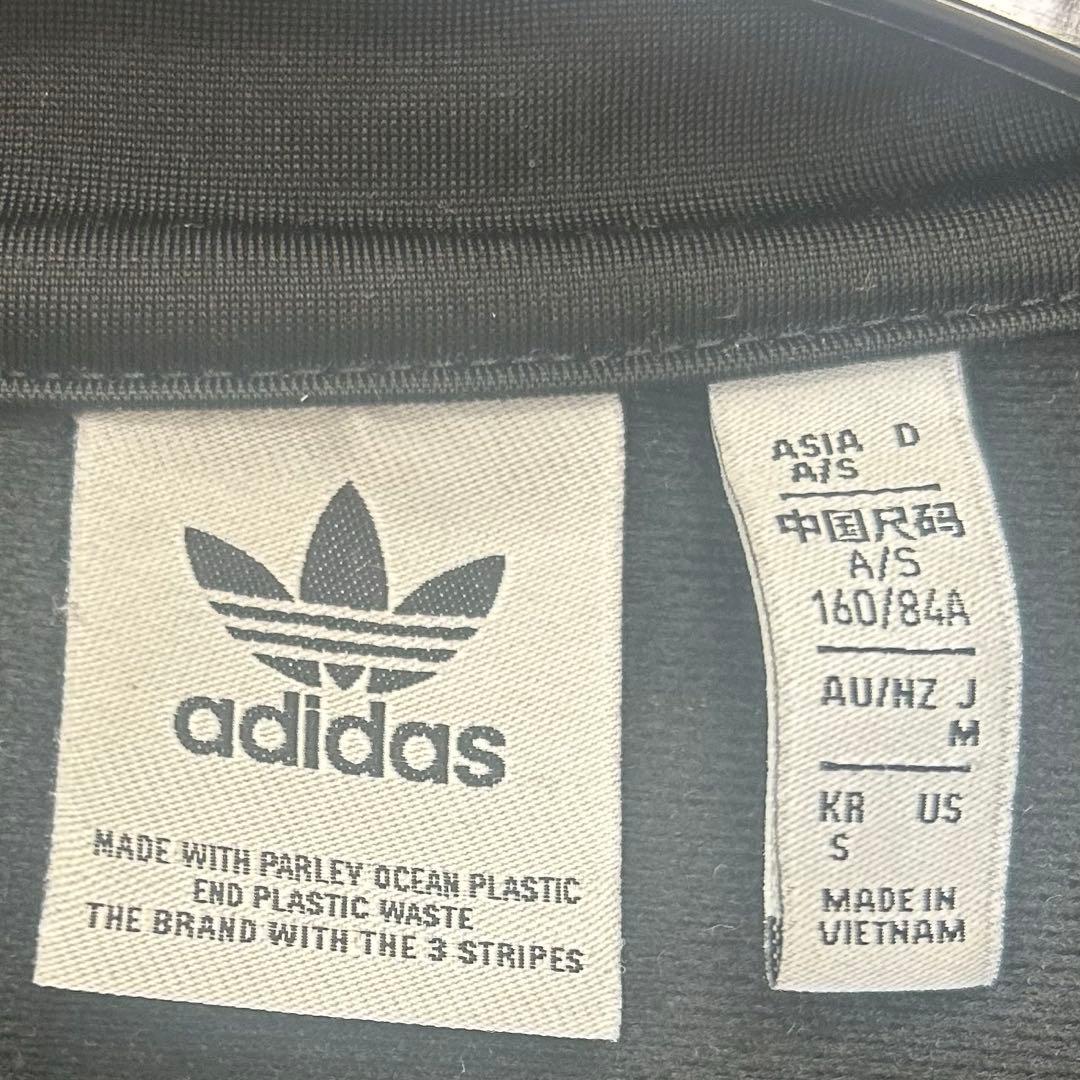 adidas
MADE WITH PARLEY OCEAN PLASTIC
END PLASTIC WASTE
THE BRAND WITH THE 3 STRIPES
ASIA D
A/S
中国尺码
A/S
160/84A
AU/NZ J
M
KR US
S
MADE IN
VIETNAM